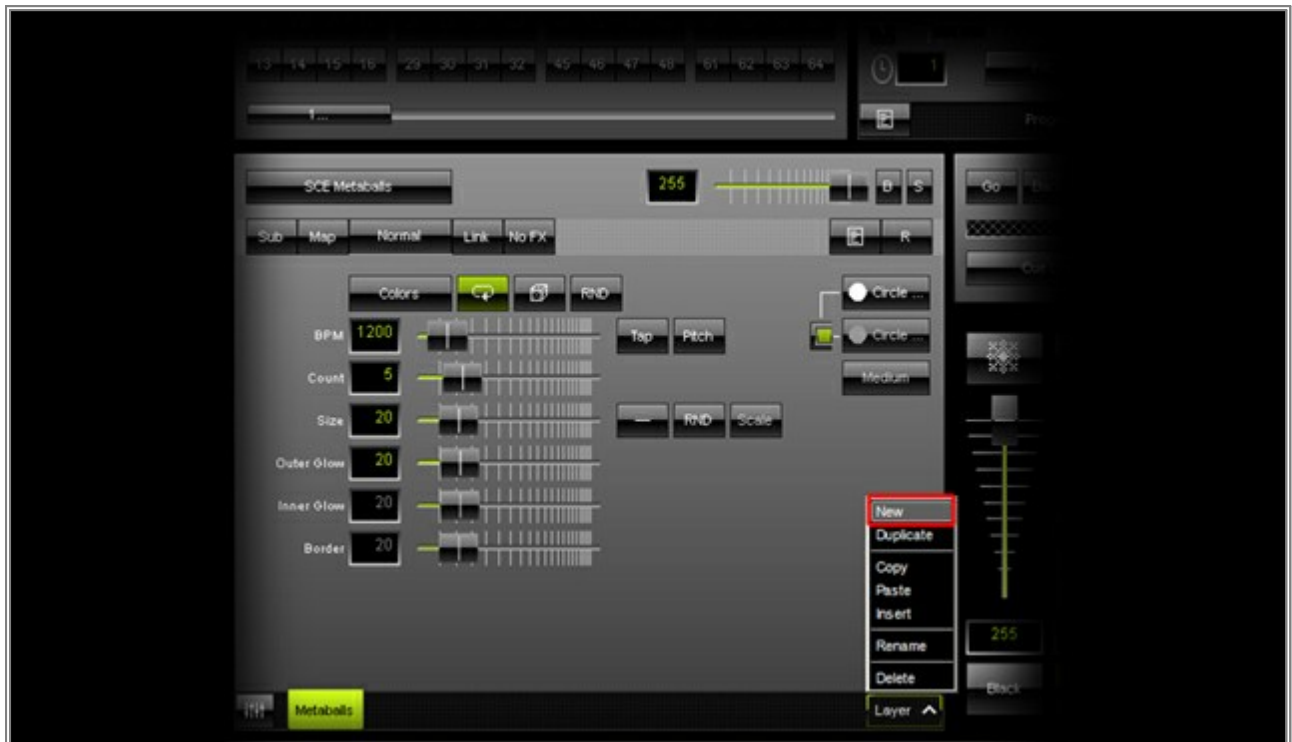 13 14 15 16 29 30 31 32 45 46 47 48 61 62 63 64
1
1...
SCE Metaballs 255 B S Go
Sub Map Normal Link No FX R
Colors RND Circle ...
BPM 1200 Tap Pitch Circle ...
Count 5 Medium
Size 20 — RND Scale
Outer Glow 20
Inner Glow 20
Border 20
New
Duplicate
Copy
Paste
Insert
Rename
Delete
255
Black
Metaballs Layer